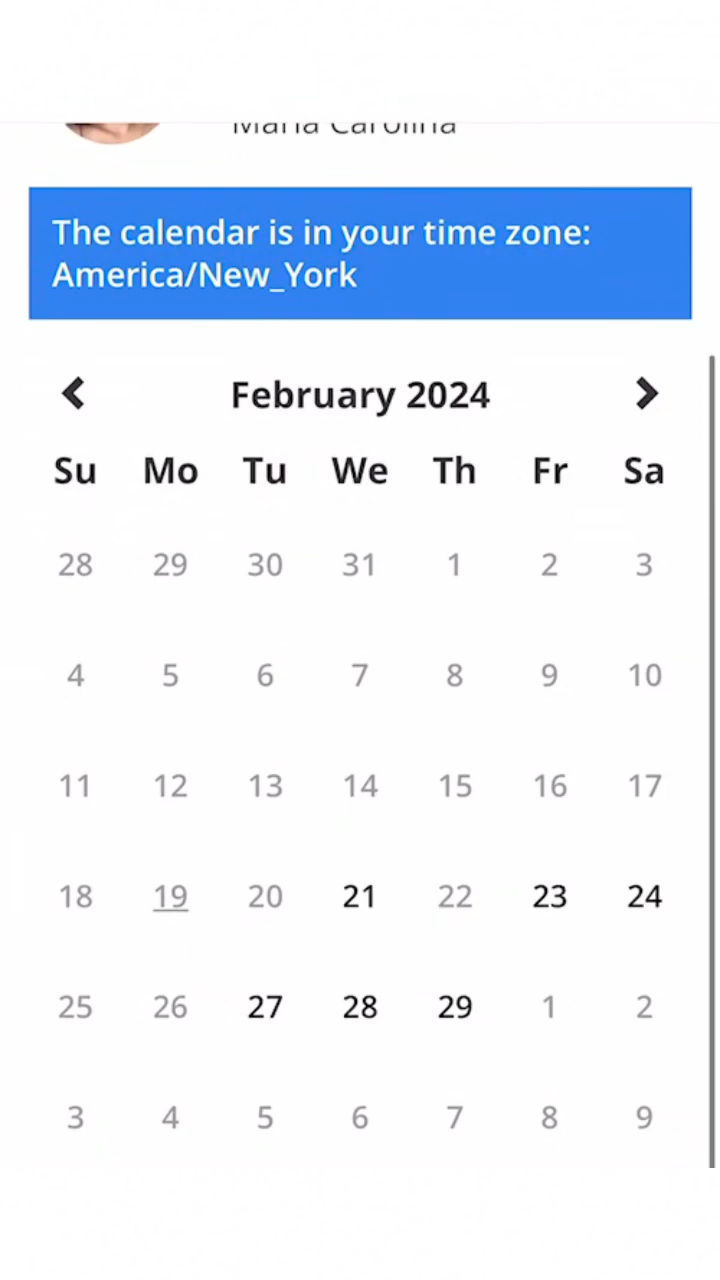 Maria Carolina
The calendar is in your time zone:
America/New_York
February 2024
Su Mo Tu We Th Fr Sa
28 29 30 31 1 2 3
4 5 6 7 8 9 10
11 12 13 14 15 16 17
18 19 20 21 22 23 24
25 26 27 28 29 1 2
3 4 5 6 7 8 9